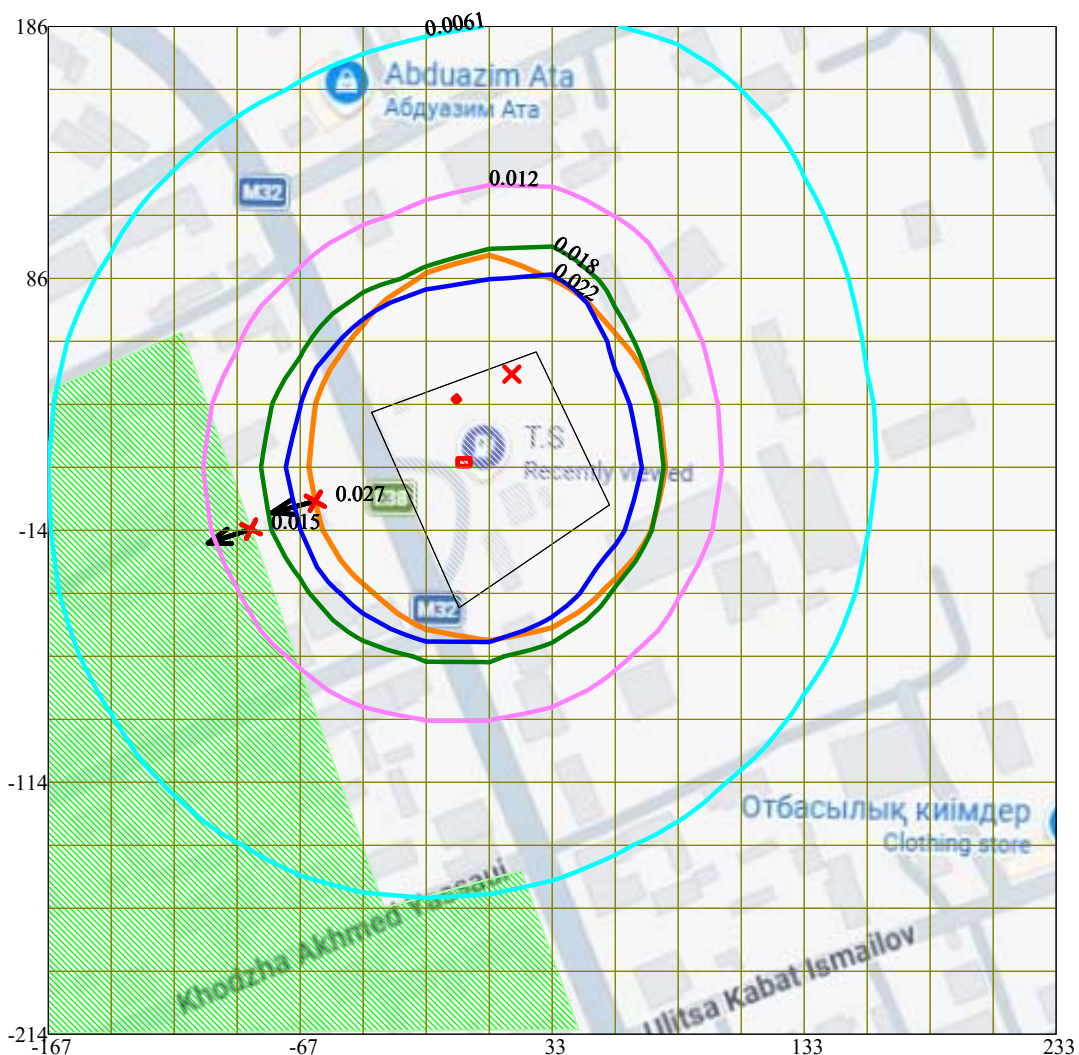 186
0.0061
Abduazim Ata
Абдуазим Ата
M32
0.012
0.018
86
0.022
T.S
Recently viewed
0.027
0.015
-14
M32
-114
Отбасылық киімдер
Clothing store
Khodzha Akhmed Yassaui
Ulitsa Kabat Ismailov
-214
-167
-67
33
133
233